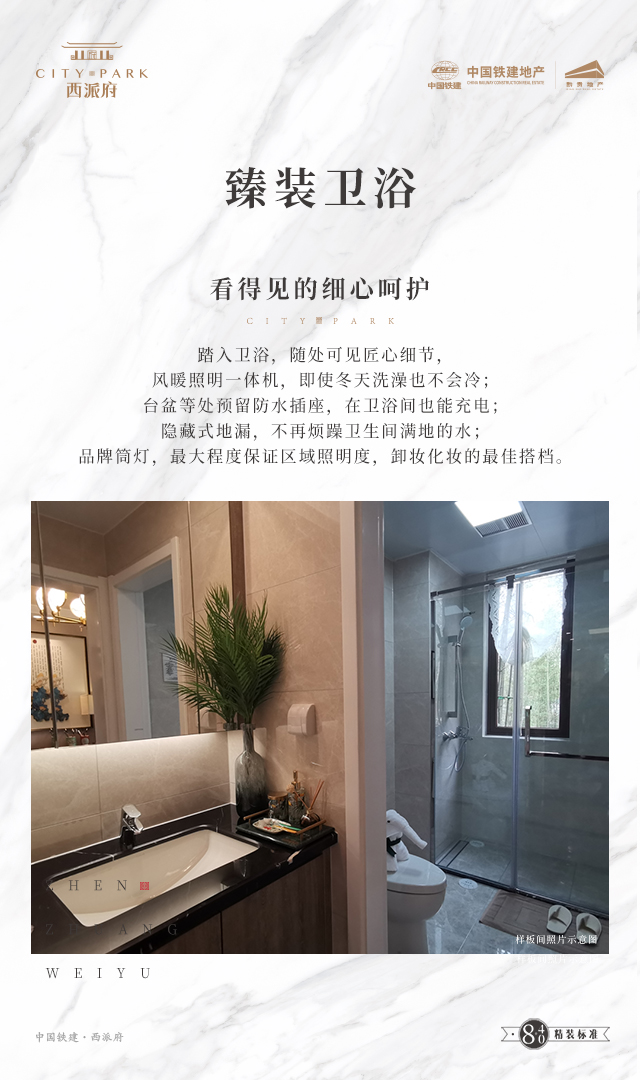 CITY PARK
西派府
中国铁建
中国铁建地产
CHINA RAILWAY CONSTRUCTION REAL ESTATE
臻装卫浴
看得见的细心呵护
CITY PARK
踏入卫浴，随处可见匠心细节，
风暖照明一体机，即使冬天洗澡也不会冷；
台盆等处预留防水插座，在卫浴间也能充电；
隐藏式地漏，不再烦躁卫生间满地的水；
品牌筒灯，最大程度保证区域照明度，卸妆化妆的最佳搭档。
ZHEN
ZHUANG
WEIYU
样板间照片示意图
中国铁建·西派府
840精装标准